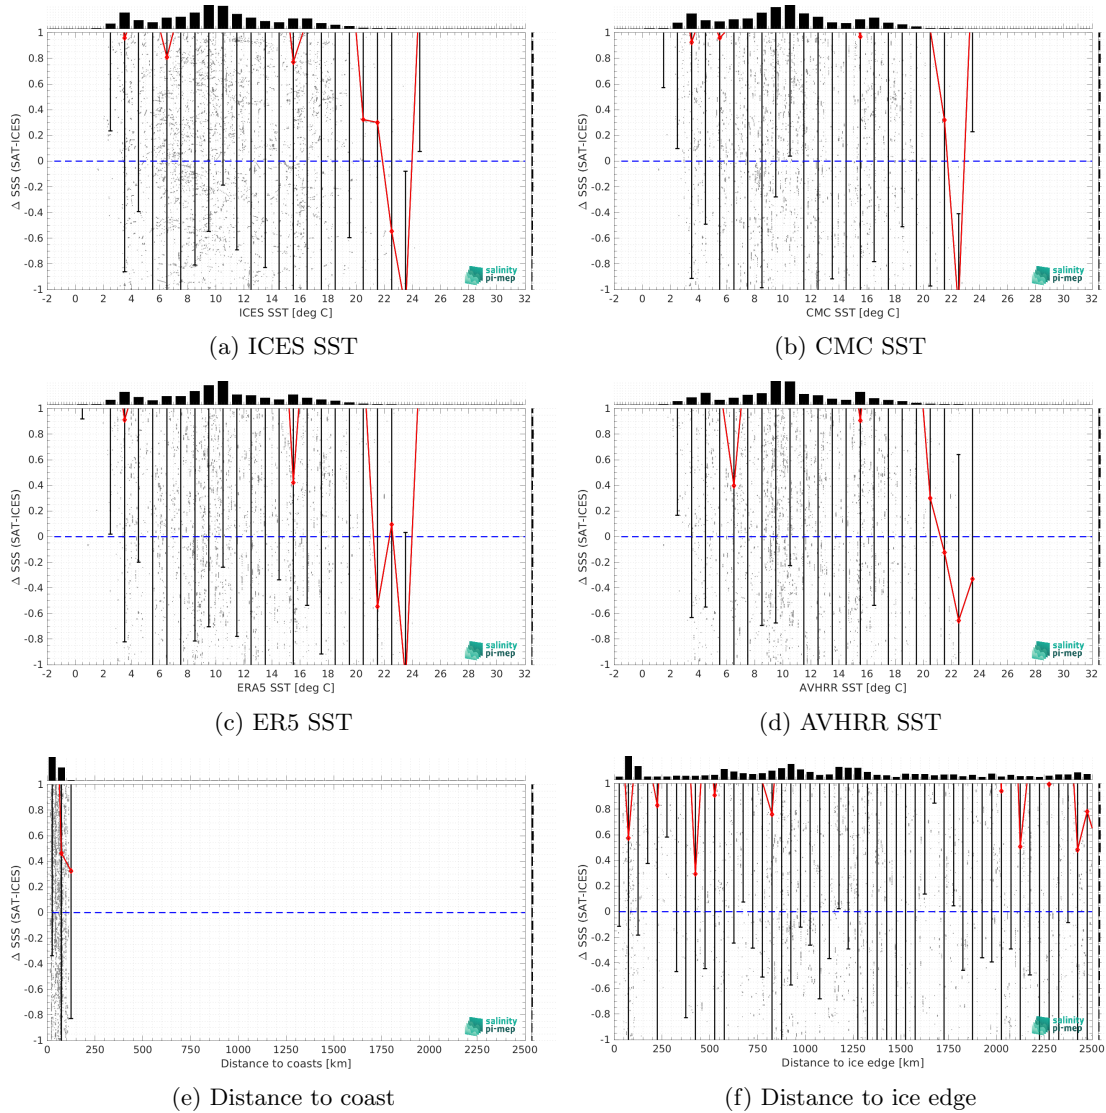 1
0.8
0.6
0.4
0.2
0
-0.2
-0.4
-0.6
-0.8
-1
Δ SSS (SAT-ICES)
salinity
pi-mep
-2 0 2 4 6 8 10 12 14 16 18 20 22 24 26 28 30 32
ICES SST [deg C]
(a) ICES SST
1
0.8
0.6
0.4
0.2
0
-0.2
-0.4
-0.6
-0.8
-1
Δ SSS (SAT-ICES)
salinity
pi-mep
-2 0 2 4 6 8 10 12 14 16 18 20 22 24 26 28 30 32
CMC SST [deg C]
(b) CMC SST
1
0.8
0.6
0.4
0.2
0
-0.2
-0.4
-0.6
-0.8
-1
Δ SSS (SAT-ICES)
salinity
pi-mep
-2 0 2 4 6 8 10 12 14 16 18 20 22 24 26 28 30 32
ERA5 SST [deg C]
(c) ER5 SST
1
0.8
0.6
0.4
0.2
0
-0.2
-0.4
-0.6
-0.8
-1
Δ SSS (SAT-ICES)
salinity
pi-mep
-2 0 2 4 6 8 10 12 14 16 18 20 22 24 26 28 30 32
AVHRR SST [deg C]
(d) AVHRR SST
1
0.8
0.6
0.4
0.2
0
-0.2
-0.4
-0.6
-0.8
-1
Δ SSS (SAT-ICES)
salinity
pi-mep
0 250 500 750 1000 1250 1500 1750 2000 2250 2500
Distance to coasts [km]
(e) Distance to coast
1
0.8
0.6
0.4
0.2
0
-0.2
-0.4
-0.6
-0.8
-1
Δ SSS (SAT-ICES)
salinity
pi-mep
0 250 500 750 1000 1250 1500 1750 2000 2250 2500
Distance to ice edge [km]
(f) Distance to ice edge